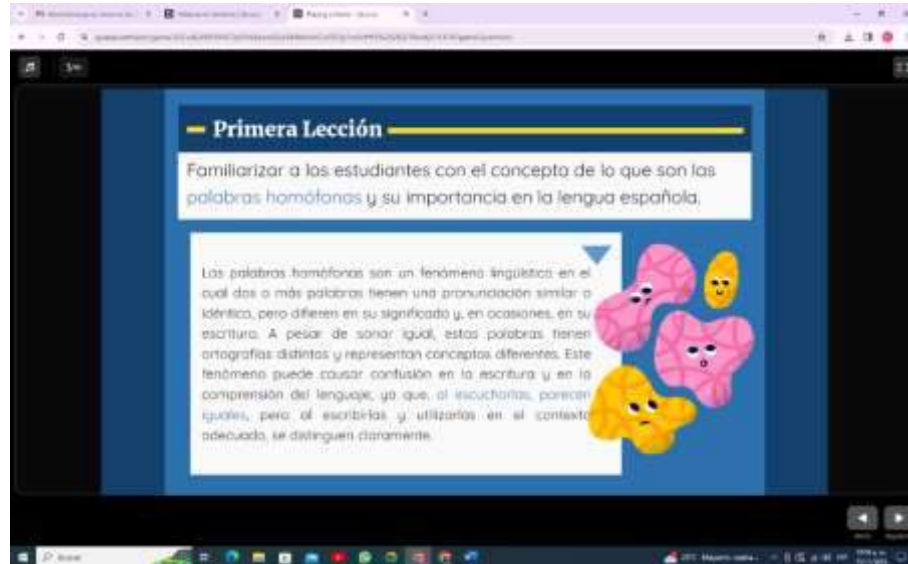 Primera Lección
Familiarizar a los estudiantes con el concepto de lo que son las
palabras homófonas y su importancia en la lengua española.
Las palabras homófonas son un fenómeno lingüístico en el
cual dos o más palabras tienen una pronunciación similar o
idéntica, pero difieren en su significado y, en ocasiones, en su
escritura. A pesar de sonar igual, estas palabras tienen
ortografías distintas y representan conceptos diferentes. Este
fenómeno puede causar confusión en la escritura y en la
comprensión del lenguaje, ya que, al escucharlas, parecen
iguales, pero al escribirlas y utilizarlas en el contexto
adecuado, se distinguen claramente.
Buscar